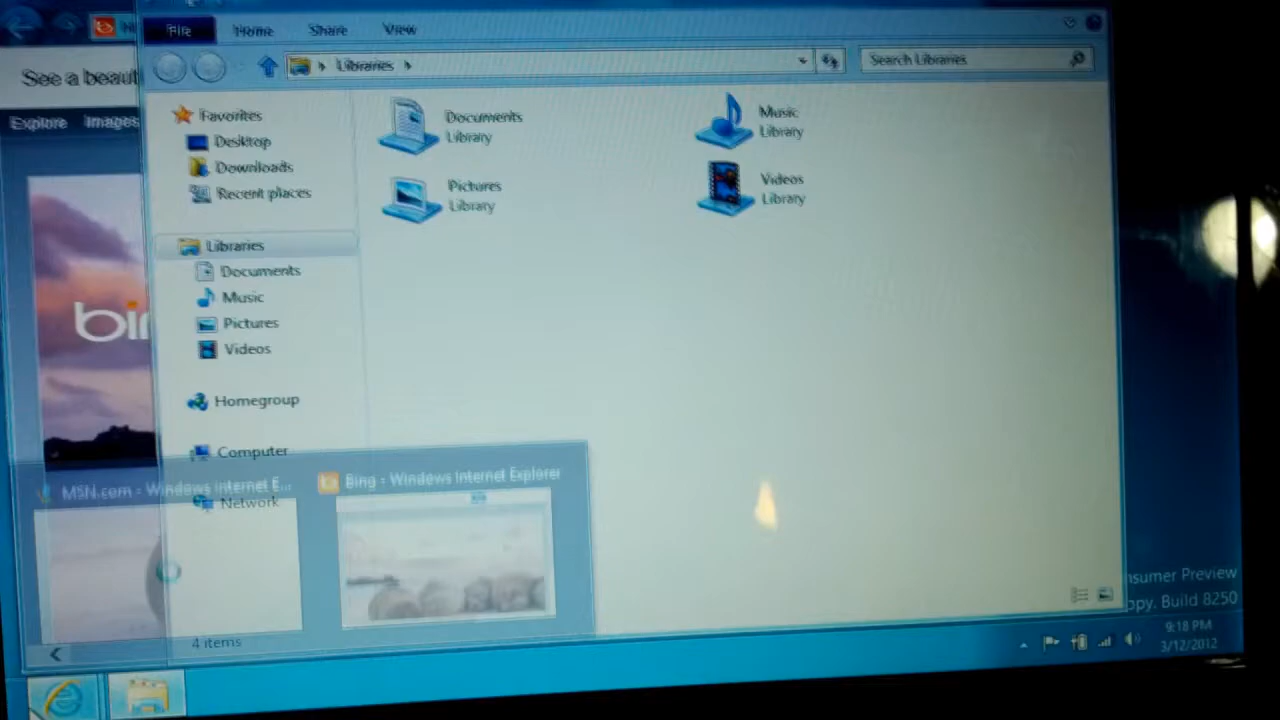 File Home Share View
Libraries
Search Libraries
See a beaut
Explore Images
bin
Favorites
Desktop
Downloads
Recent places
Libraries
Documents
Music
Pictures
Videos
Homegroup
Computer
Network
Documents
Library
Music
Library
Pictures
Library
Videos
Library
MSN.com - Windows Internet E...
Bing - Windows Internet Explorer
4 items
nsumer Preview
opy. Build 8250
9:18 PM
3/12/2012